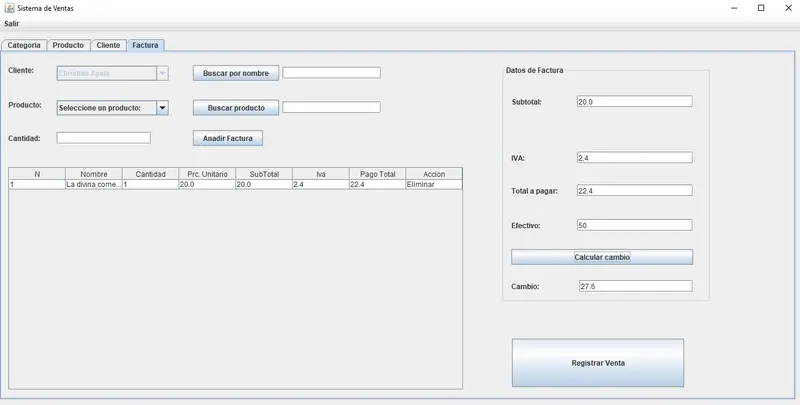 Sistema de Ventas
Salir
Categoria Producto Cliente Factura
Cliente: Christian Ayala Buscar por nombre
Producto: Seleccione un producto: Buscar producto
Cantidad: Anadir Factura
N Nombre Cantidad Prc. Unitario SubTotal Iva Pago Total Accion
1 La divina come... 1 20.0 20.0 2.4 22.4 Eliminar
Datos de Factura
Subtotal: 20.0
IVA: 2.4
Total a pagar: 22.4
Efectivo: 50
Calcular cambio
Cambio: 27.6
Registrar Venta